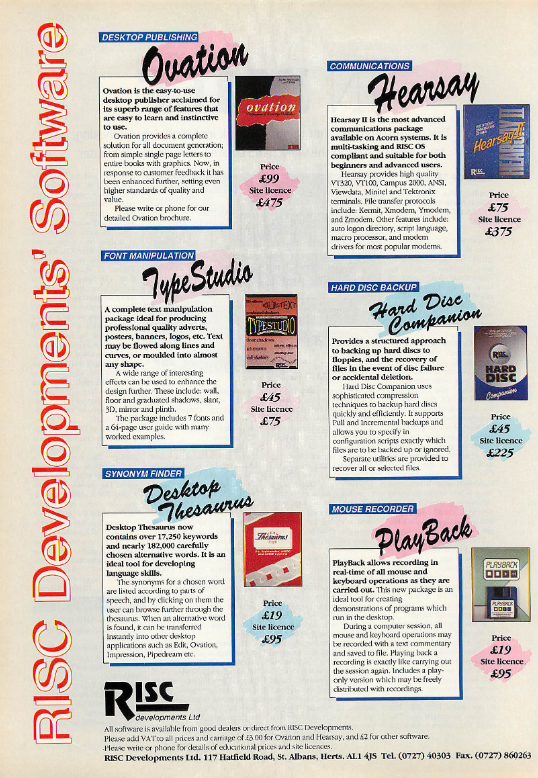 RISC Developments' Software
DESKTOP PUBLISHING
Ovation
Ovation is the easy-to-use
desktop publisher acclaimed for
its superb range of features that
are easy to learn and instinctive
to use.
Ovation provides a complete
solution for all document generation;
from simple single page letters to
entire books with graphics. Now, in
response to customer feedback it has
been enhanced further, setting even
higher standards of quality and
value.
Please write or phone for our
detailed Ovation brochure.
ovation
Price
£99
Site licence
£475
COMMUNICATIONS
Hearsay
Hearsay II is the most advanced
communications package
available on Acorn systems. It is
multi-tasking and RISC OS
compliant and suitable for both
beginners and advanced users.
Hearsay provides high quality
VT320, VT100, Campus 2000, ANSI,
Viewdata, Minitel and Tektronix
terminals. File transfer protocols
include: Kermit, Xmodem, Ymodem,
and Zmodem. Other features include:
auto logon directory, script language,
macro processor, and modem
drivers for most popular modems.
HEARSAY II
Hearsay II
RISC
Price
£75
Site licence
£375
FONT MANIPULATION
TypeStudio
A complete text manipulation
package ideal for producing
professional quality adverts,
posters, banners, logos, etc. Text
may be flowed along lines and
curves, or moulded into almost
any shape.
A wide range of interesting
effects can be used to enhance the
design further. These include: wall,
floor and graduated shadows, slant,
3D, mirror and plinth.
The package includes 7 fonts and
a 64-page user guide with many
worked examples.
TYPESTUDIO
Price
£45
Site licence
£75
HARD DISC BACKUP
Hard Disc
Companion
Provides a structured approach
to backing up hard discs to
floppies, and the recovery of
files in the event of disc failure
or accidental deletion.
Hard Disc Companion uses
sophisticated compression
techniques to backup hard discs
quickly and efficiently. It supports
Full and Incremental backups and
allows you to specify in
configuration scripts exactly which
files are to be backed up or ignored.
Separate utilities are provided to
recover all or selected files.
RISC
HARD
DISC
Companion
Price
£45
Site licence
£225
SYNONYM FINDER
Desktop
Thesaurus
Desktop Thesaurus now
contains over 17,250 keywords
and nearly 182,000 carefully
chosen alternative words. It is an
ideal tool for developing
language skills.
The synonyms for a chosen word
are listed according to parts of
speech, and by clicking on them the
user can browse further through the
thesaurus. When an alternative word
is found, it can be transferred
instantly into other desktop
applications such as Edit, Ovation,
Impression, Pipedream etc.
Thesaurus
Price
£19
Site licence
£95
MOUSE RECORDER
PlayBack
PlayBack allows recording in
real-time of all mouse and
keyboard operations as they are
carried out. This new package is an
ideal tool for creating
demonstrations of programs which
run in the desktop.
During a computer session, all
mouse and keyboard operations may
be recorded with a text commentary
and saved to file. Playing back a
recording is exactly like carrying out
the session again. Includes a play-
only version which may be freely
distributed with recordings.
PLAYBACK
PLAYBACK
Price
£19
Site licence
£95
RISC
developments Ltd
All software is available from good dealers or direct from RISC Developments.
Please add VAT to all prices and carriage of £3.00 for Ovation and Hearsay, and £2 for other software.
Please write or phone for details of educational prices and site licences.
RISC Developments Ltd. 117 Hatfield Road, St. Albans, Herts. AL1 4JS Tel. (0727) 40303 Fax. (0727) 860263